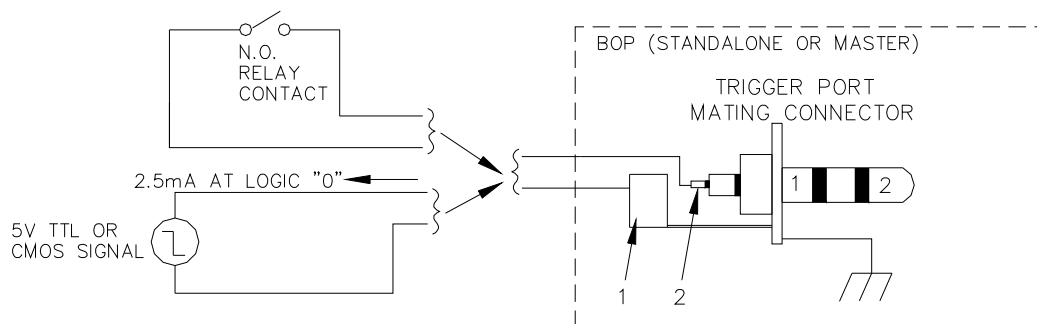 N.O.
RELAY
CONTACT
2.5mA AT LOGIC "0"
5V TTL OR
CMOS SIGNAL
BOP (STANDALONE OR MASTER)
TRIGGER PORT
MATING CONNECTOR
1
2
1
2